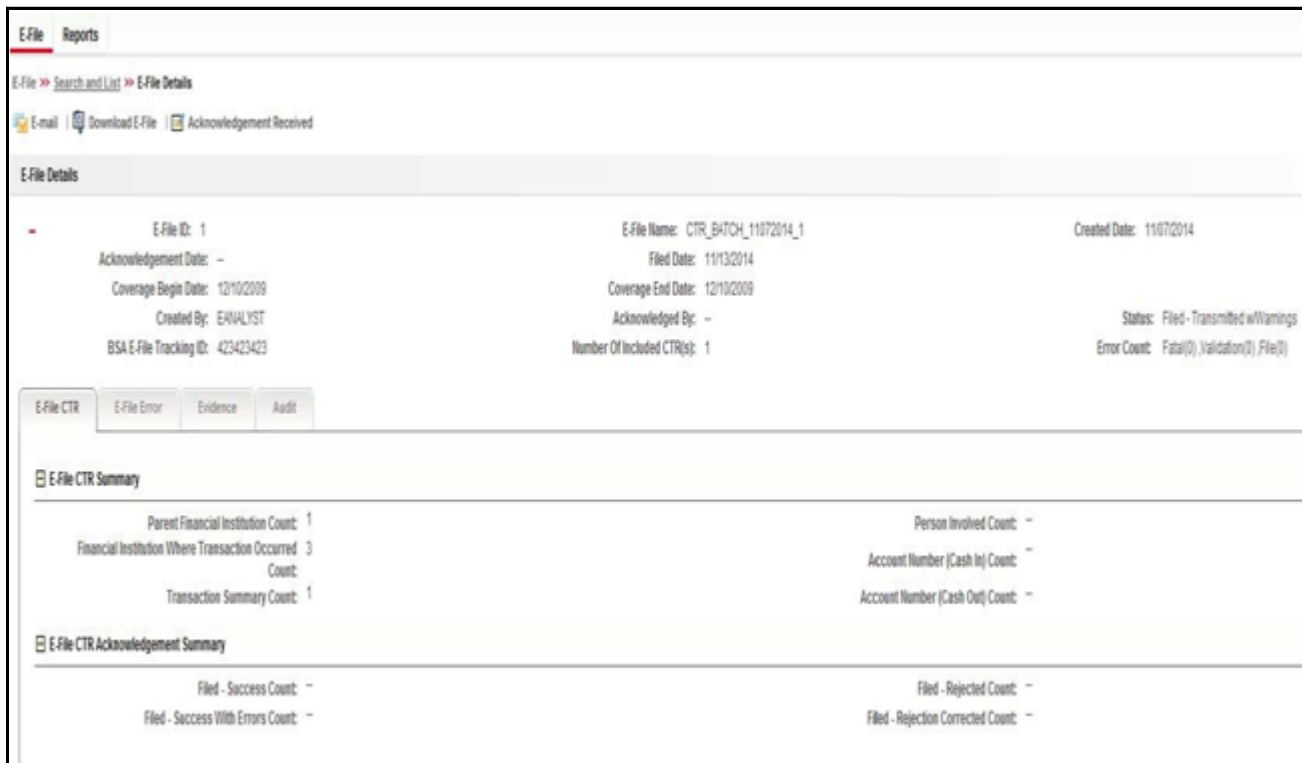 E-File Reports
E-File » Search and List » E-File Details
E-mail | Download E-File | Acknowledgement Received
E-File Details
E-File ID: 1 E-File Name: CTR_BATCH_11072014_1 Created Date: 11/07/2014
Acknowledgement Date: -- Filed Date: 11/13/2014
Coverage Begin Date: 12/10/2009 Coverage End Date: 12/10/2009
Created By: EANALYST Acknowledged By: -- Status: Filed - Transmitted w/Warnings
BSA E-File Tracking ID: 423423423 Number Of Included CTR(s): 1 Error Count: Fatal(0) ,Validation(0) ,File(0)
E-File CTR E-File Error Evidence Audit
E-File CTR Summary
Parent Financial Institution Count: 1 Person Involved Count: --
Financial Institution Where Transaction Occurred Count: 3 Account Number (Cash In) Count: --
Transaction Summary Count: 1 Account Number (Cash Out) Count: --
E-File CTR Acknowledgement Summary
Filed - Success Count: -- Filed - Rejected Count: --
Filed - Success With Errors Count: -- Filed - Rejection Corrected Count: --